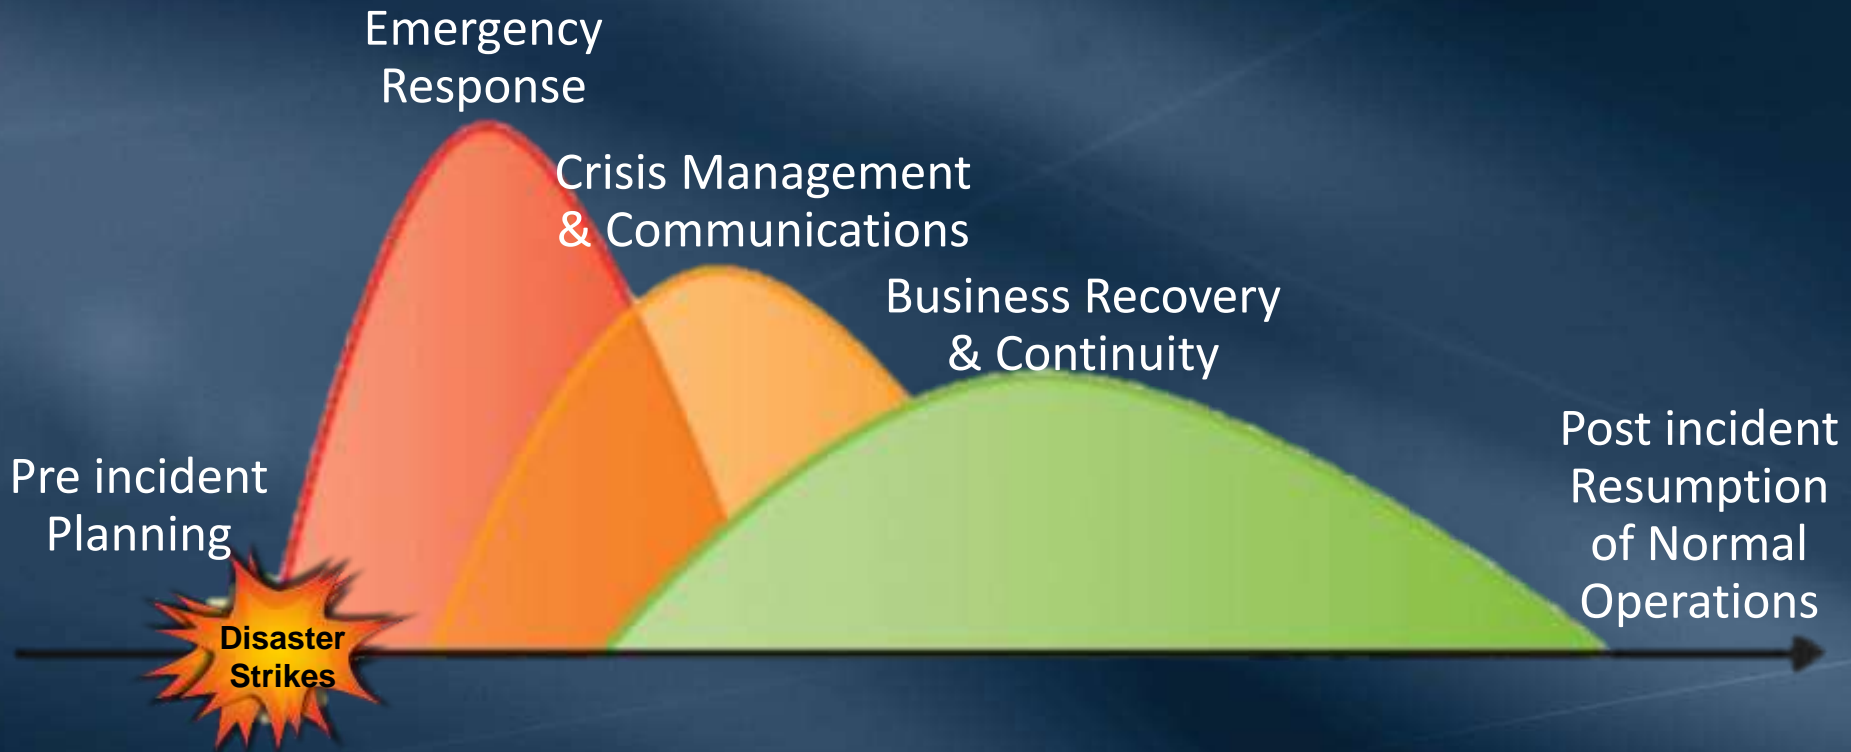 Emergency
Response
Crisis Management
& Communications
Business Recovery
& Continuity
Pre incident
Planning
Post incident
Resumption
of Normal
Operations
Disaster
Strikes